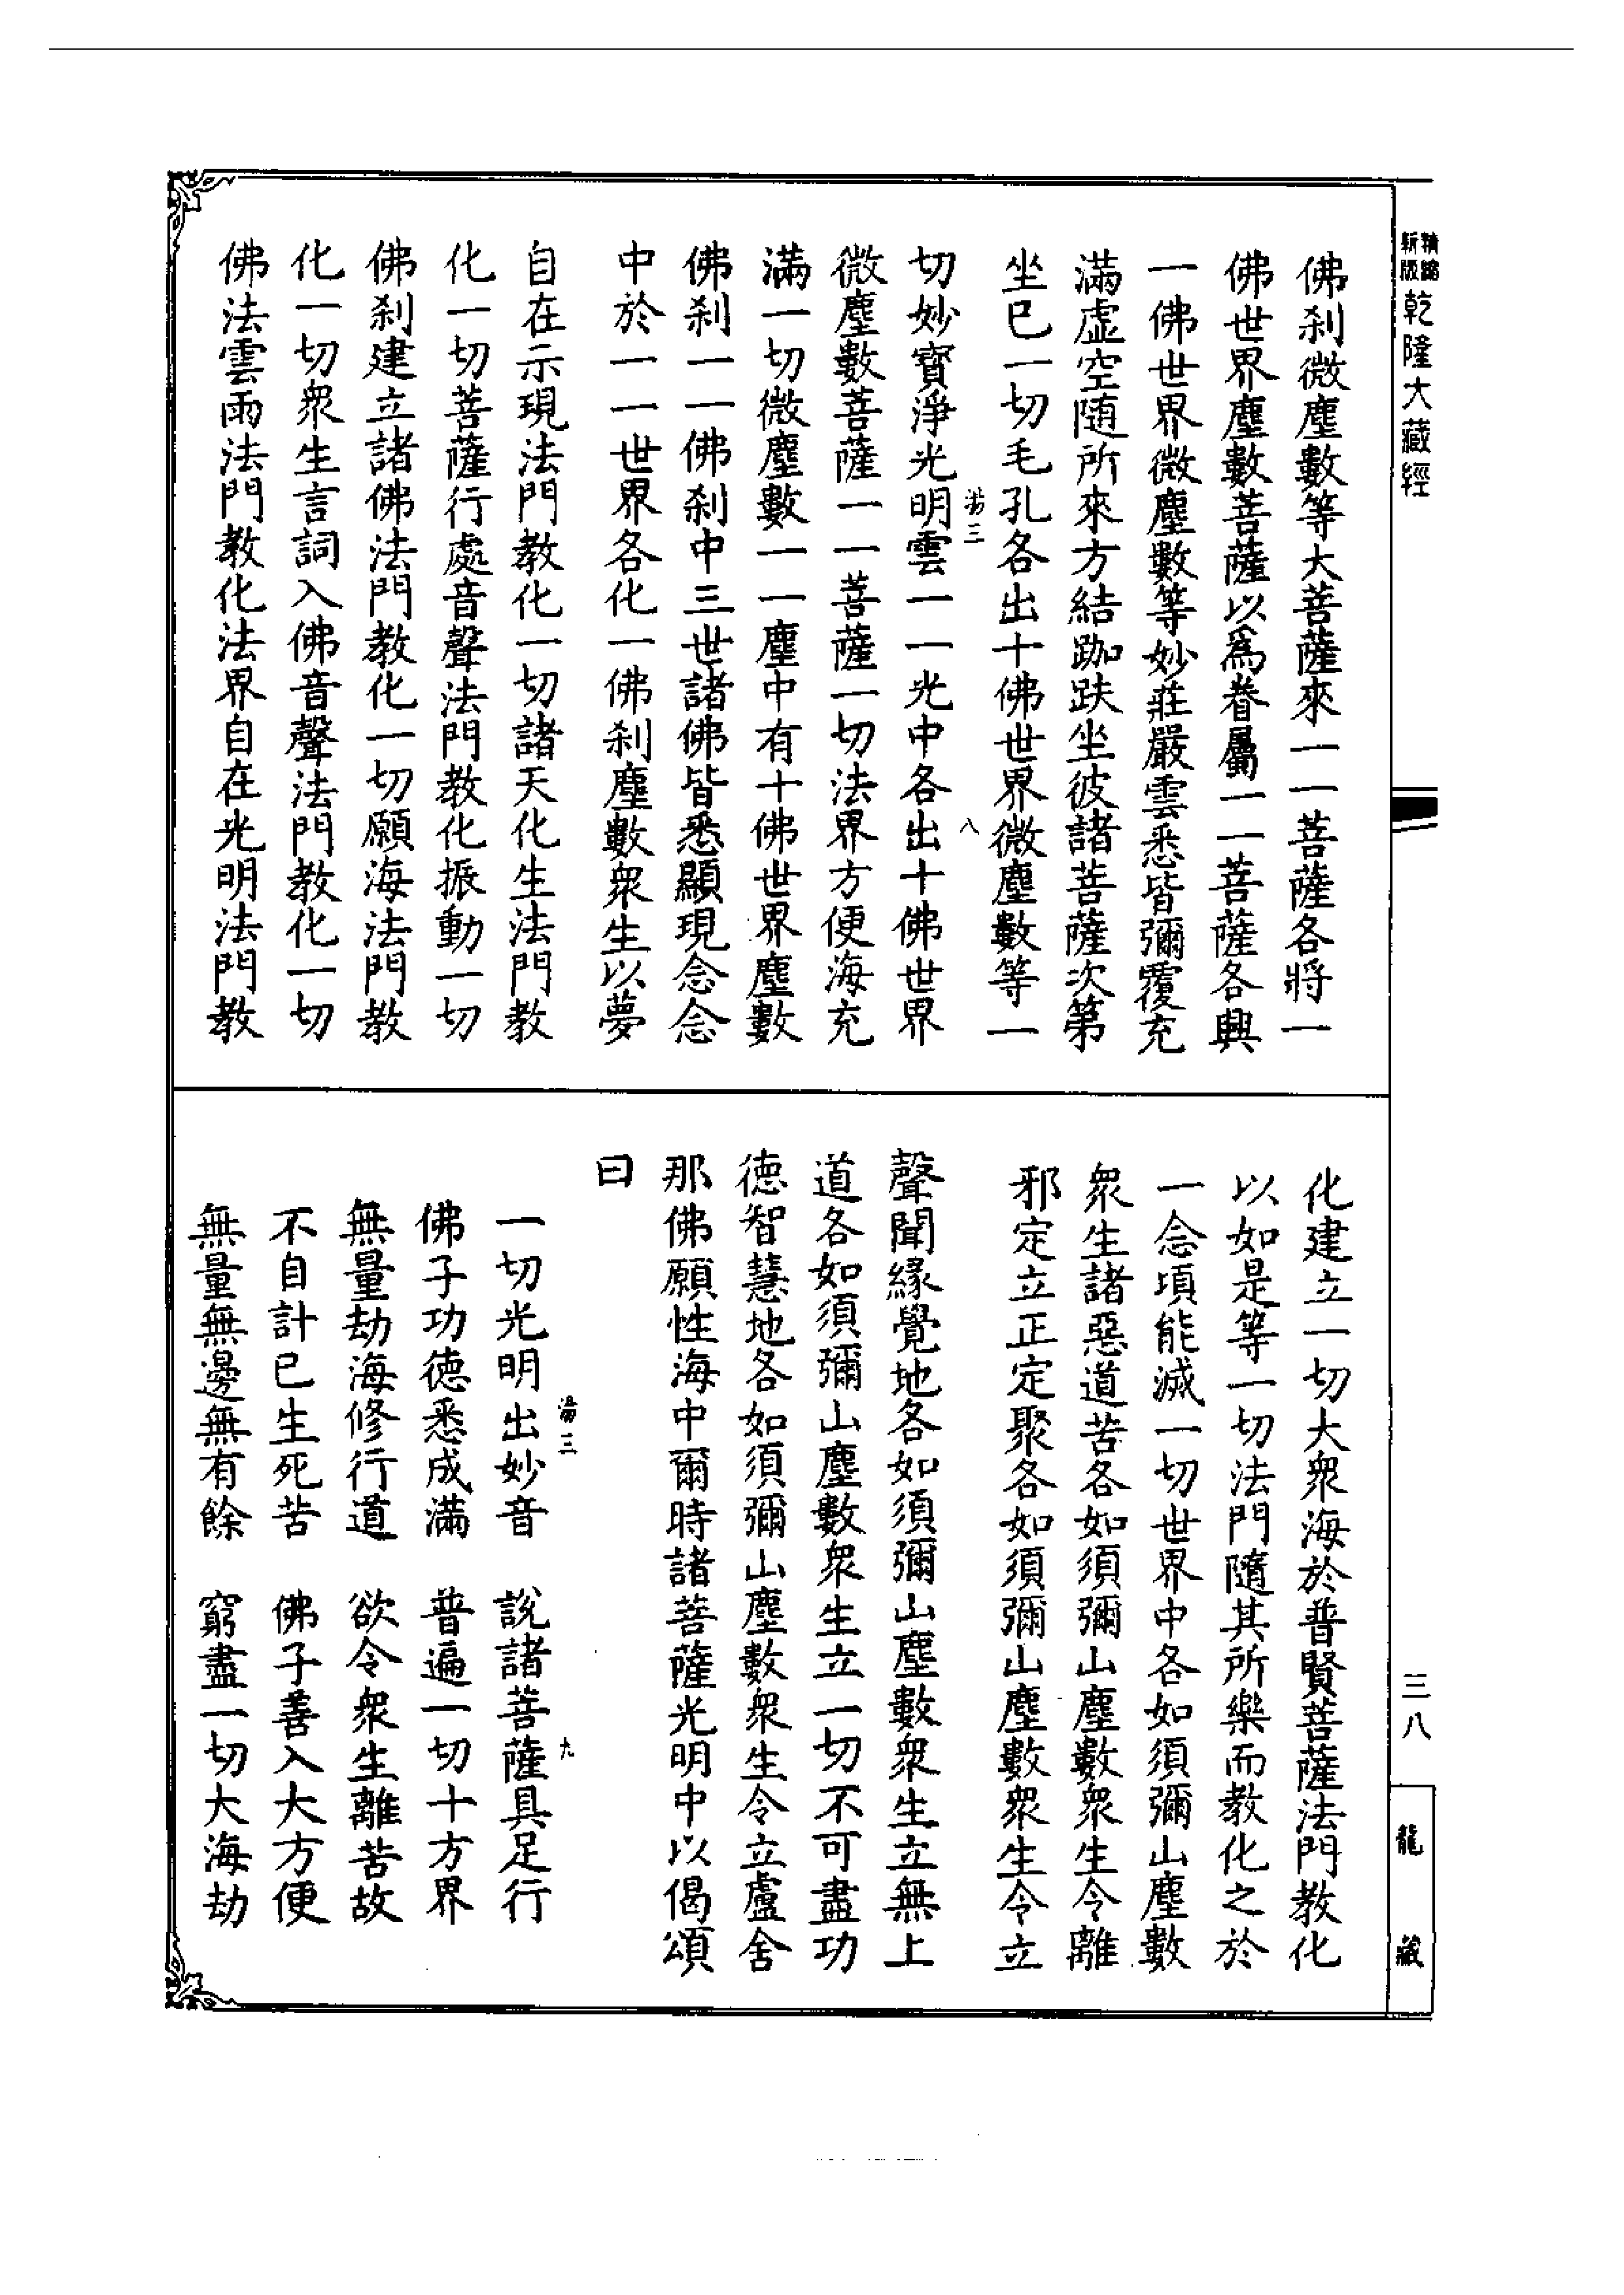 精縮新版乾隆大藏經
三八
龍藏
佛剎微塵數等大菩薩來一一菩薩各將一
佛世界塵數菩薩以爲眷屬一一菩薩各興
一佛世界微塵數等妙莊嚴雲悉皆彌覆充
滿虛空随所來方結跏趺坐彼諸菩薩次第
坐已一切毛孔各出十佛世界微塵數等一
切妙寶淨光明雲一一光中各出十佛世界
微塵數菩薩一一菩薩一切法界方便海充
滿一切微塵數一一塵中有十佛世界塵數
佛剎一一佛剎中三世諸佛皆悉顯現念念
中於一一世界各化一佛剎塵數衆生以夢
自在示現法門教化一切諸天化生法門教
化一切菩薩行處音聲法門教化振動一切
佛剎建立諸佛法門教化一切願海法門教
化一切衆生言詞入佛音聲法門教化一切
佛法雲雨法門教化法界自在光明法門教
三
八
化建立一切大衆海於普賢菩薩法門教化
以如是等一切法門隨其所樂而教化之於
一念項能滅一切世界中各如須彌山塵數
衆生諸惡道苦各如須彌山塵數衆生令離
邪定立正定聚各如須彌山塵數衆生令立
聲聞緣覺地各如須彌山塵數衆生立無上
道各如須彌山塵數衆生立一切不可盡功
德智慧地各如須彌山塵數衆生令立盧舍
那佛願性海中爾時諸菩薩光明中以偈頌
曰
湯三
九
一切光明出妙音　說諸菩薩具足行
佛子功德悉成滿　普遍一切十方界
無量劫海修行道　欲令衆生離苦故
不自計已生死苦　佛子善入大方便
無量無邊無有餘　窮盡一切大海劫